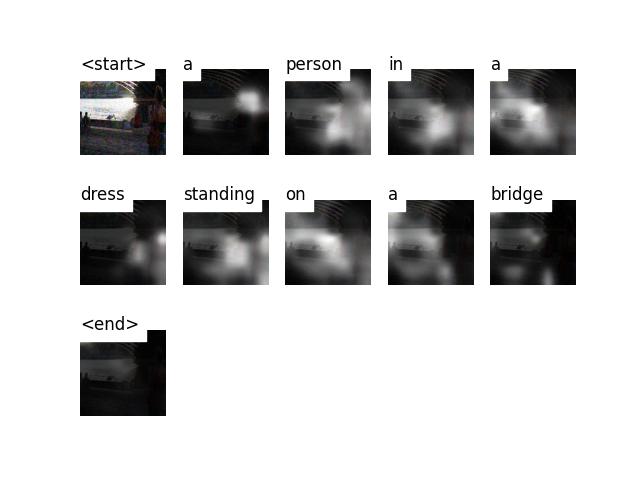 <start> a person in a
dress standing on a bridge
<end>